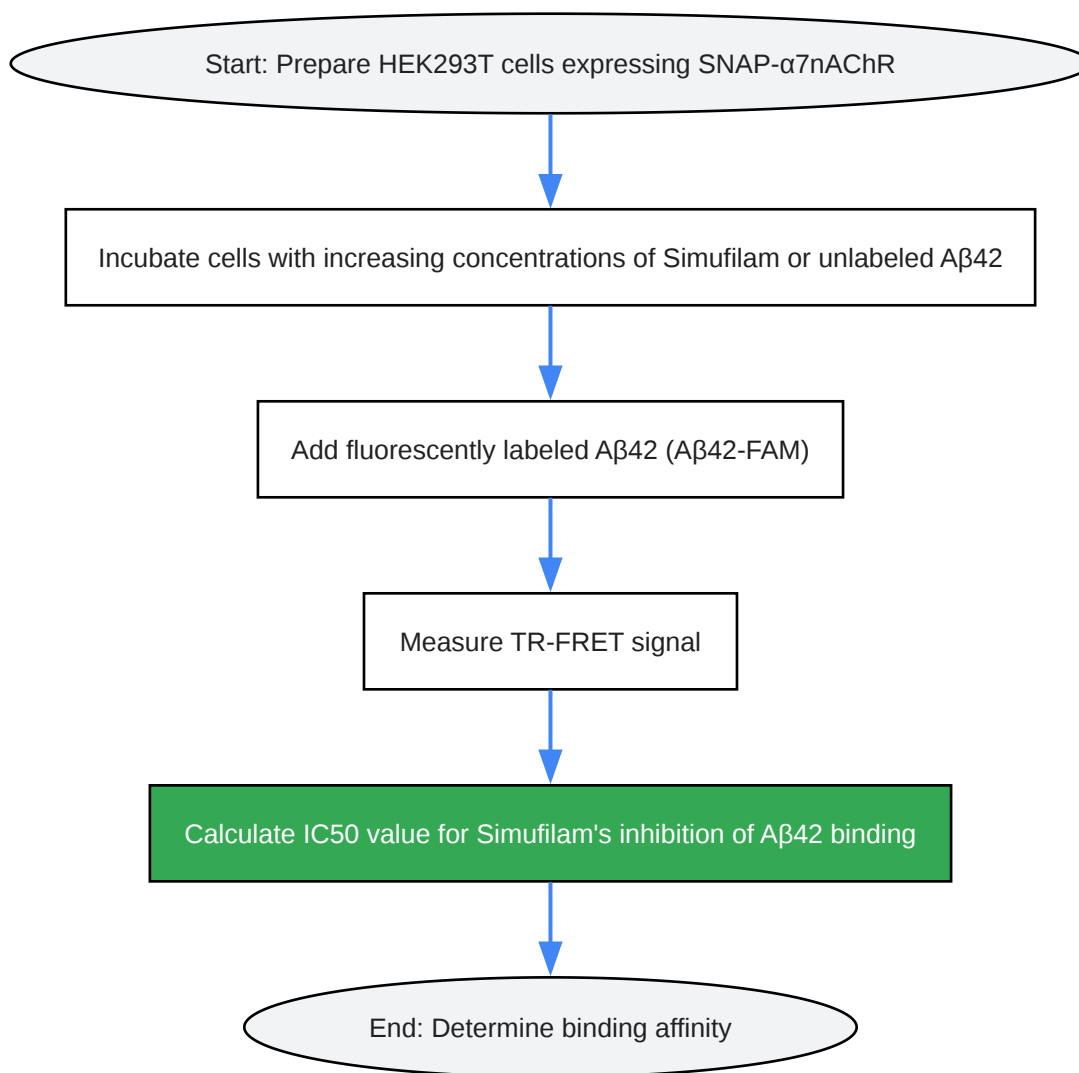 Start: Prepare HEK293T cells expressing SNAP-α7nAChR
Incubate cells with increasing concentrations of Simufilam or unlabeled Aβ42
Add fluorescently labeled Aβ42 (Aβ42-FAM)
Measure TR-FRET signal
Calculate IC50 value for Simufilam's inhibition of Aβ42 binding
End: Determine binding affinity